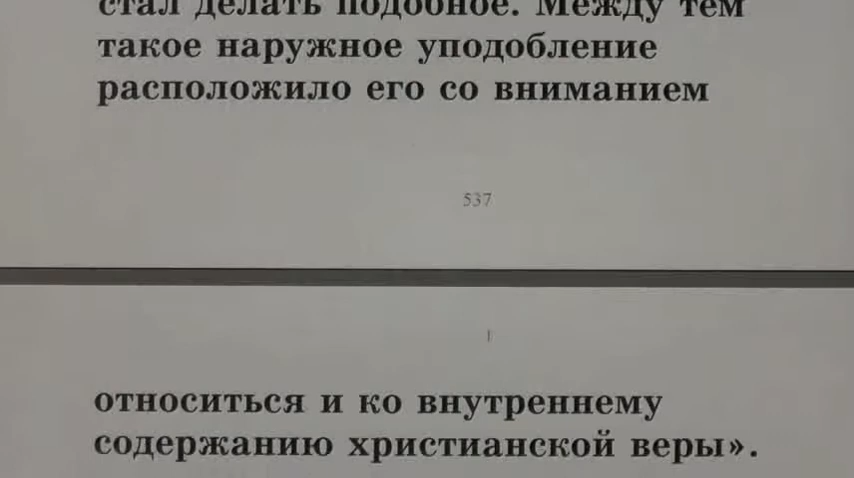 стал делать подобное. Между тем
такое наружное уподобление
расположило его со вниманием
537
1
относиться и ко внутреннему
содержанию христианской веры».